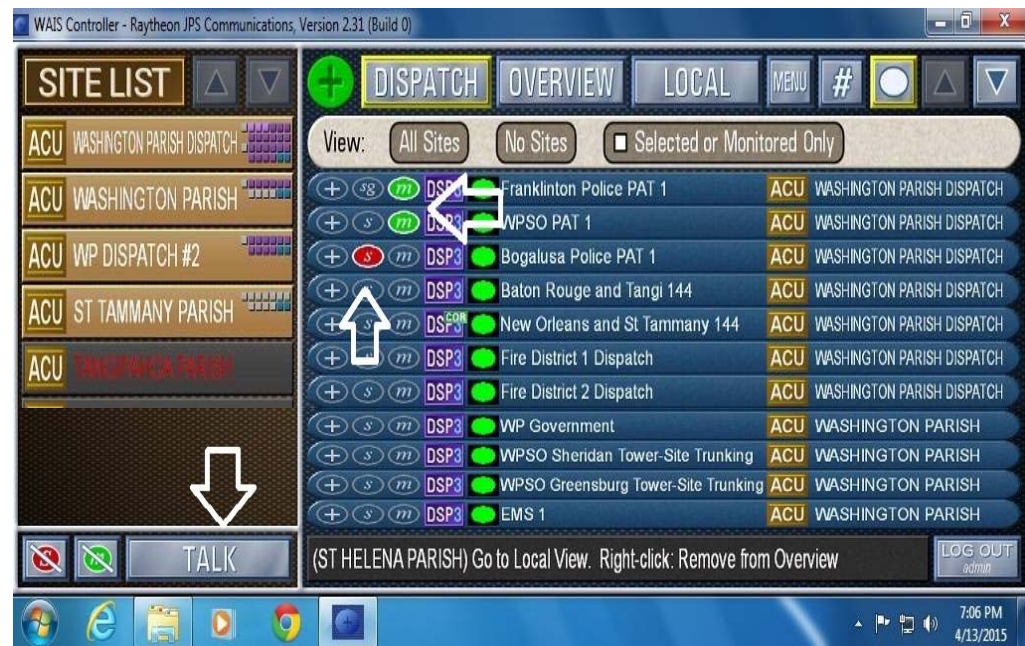 WAIS Controller - Raytheon JPS Communications, Version 2.31 (Build 0)
SITE LIST
DISPATCH OVERVIEW LOCAL MENU #
ACU WASHINGTON PARISH DISPATCH
ACU WASHINGTON PARISH
ACU WP DISPATCH #2
ACU ST TAMMANY PARISH
ACU TANGIPAHOA PARISH
View: All Sites No Sites Selected or Monitored Only
+ sg m DSP3 Franklinton Police PAT 1 ACU WASHINGTON PARISH DISPATCH
+ s m WPSO PAT 1 ACU WASHINGTON PARISH DISPATCH
+ s m DSP3 Bogalusa Police PAT 1 ACU WASHINGTON PARISH DISPATCH
+ m DSP3 Baton Rouge and Tangi 144 ACU WASHINGTON PARISH DISPATCH
+ s m DSP3 COR New Orleans and St Tammany 144 ACU WASHINGTON PARISH DISPATCH
+ m DSP3 Fire District 1 Dispatch ACU WASHINGTON PARISH DISPATCH
+ s m DSP3 Fire District 2 Dispatch ACU WASHINGTON PARISH DISPATCH
+ s m DSP3 WP Government ACU WASHINGTON PARISH
+ s m DSP3 WPSO Sheridan Tower-Site Trunking ACU WASHINGTON PARISH
+ s m DSP3 WPSO Greensburg Tower-Site Trunking ACU WASHINGTON PARISH
+ s m DSP3 EMS 1 ACU WASHINGTON PARISH
s m TALK
(ST HELENA PARISH) Go to Local View. Right-click: Remove from Overview
LOG OUT
admin
7:06 PM
4/13/2015